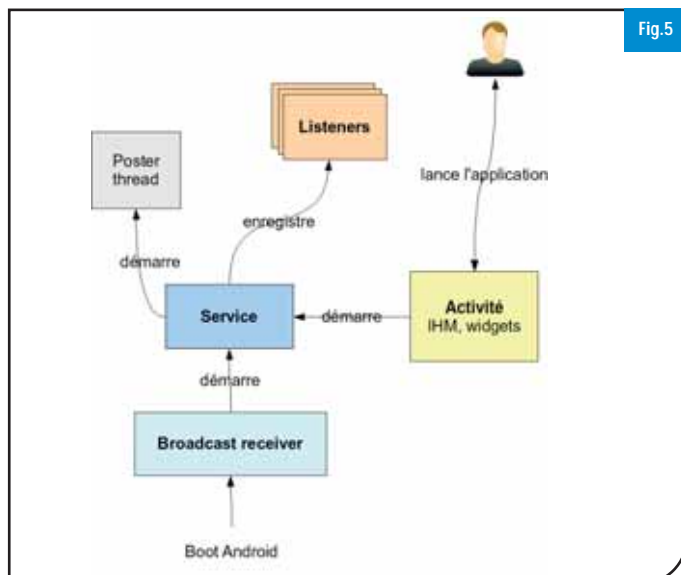 Fig.5
Listeners
Poster
thread
lance l'application
enregistre
démarre
Activité
IHM, widgets
Service
démarre
démarre
Broadcast receiver
Boot Android